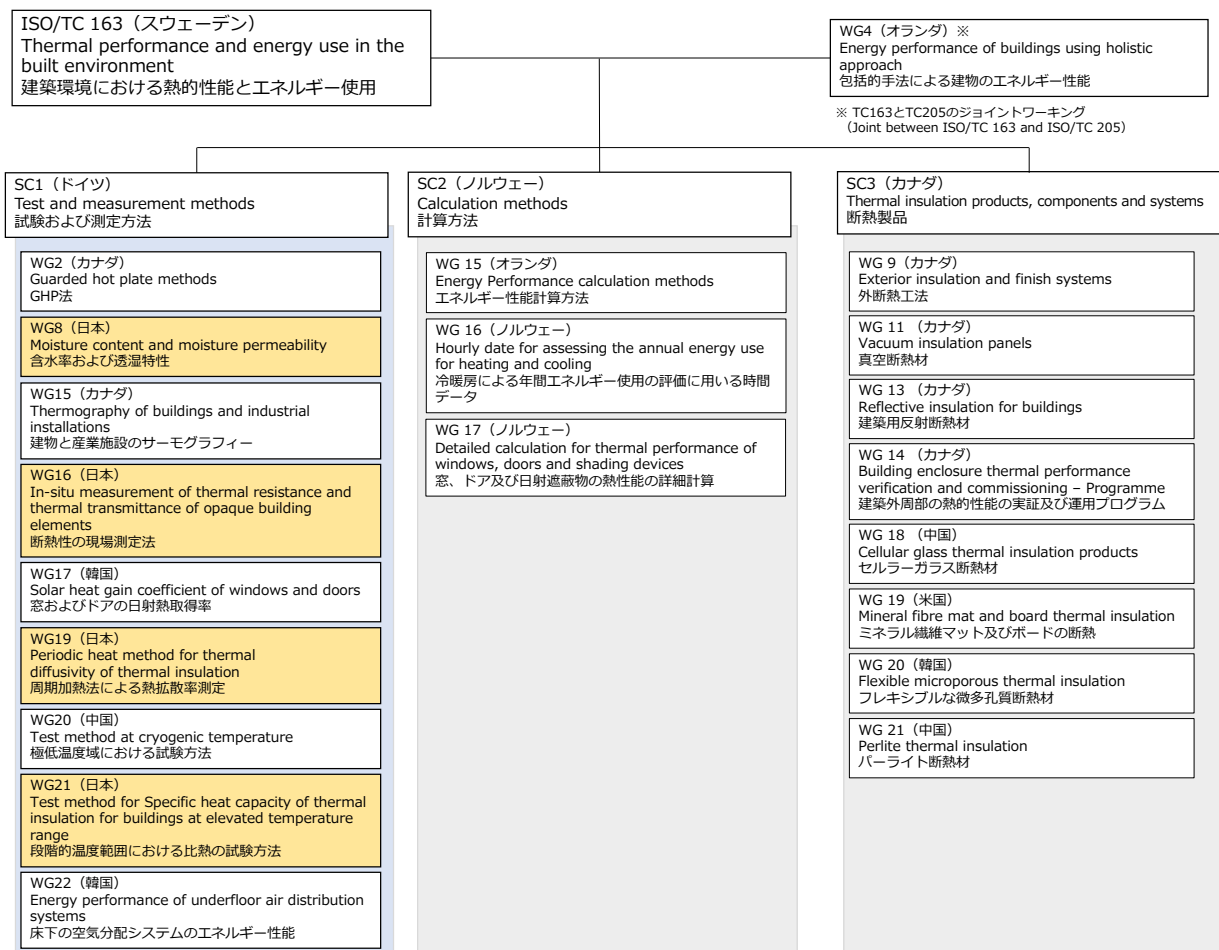 ISO/TC 163（スウェーデン）
Thermal performance and energy use in the
built environment
建築環境における熱的性能とエネルギー使用
WG4（オランダ）※
Energy performance of buildings using holistic
approach
包括的手法による建物のエネルギー性能
※ TC163とTC205のジョイントワーキング
（Joint between ISO/TC 163 and ISO/TC 205）
SC1（ドイツ）
Test and measurement methods
試験および測定方法
WG2（カナダ）
Guarded hot plate methods
GHP法
WG8（日本）
Moisture content and moisture permeability
含水率および透湿特性
WG15（カナダ）
Thermography of buildings and industrial
installations
建物と産業施設のサーモグラフィー
WG16（日本）
In-situ measurement of thermal resistance and
thermal transmittance of opaque building
elements
断熱性の現場測定法
WG17（韓国）
Solar heat gain coefficient of windows and doors
窓およびドアの日射熱取得率
WG19（日本）
Periodic heat method for thermal
diffusivity of thermal insulation
周期加熱法による熱拡散率測定
WG20（中国）
Test method at cryogenic temperature
極低温度域における試験方法
WG21（日本）
Test method for Specific heat capacity of thermal
insulation for buildings at elevated temperature
range
段階的温度範囲における比熱の試験方法
WG22（韓国）
Energy performance of underfloor air distribution
systems
床下の空気分配システムのエネルギー性能
SC2（ノルウェー）
Calculation methods
計算方法
WG 15（オランダ）
Energy Performance calculation methods
エネルギー性能計算方法
WG 16（ノルウェー）
Hourly date for assessing the annual energy use
for heating and cooling
冷暖房による年間エネルギー使用の評価に用いる時間
データ
WG 17（ノルウェー）
Detailed calculation for thermal performance of
windows, doors and shading devices
窓、ドア及び日射遮蔽物の熱性能の詳細計算
SC3（カナダ）
Thermal insulation products, components and systems
断熱製品
WG 9（カナダ）
Exterior insulation and finish systems
外断熱工法
WG 11（カナダ）
Vacuum insulation panels
真空断熱材
WG 13（カナダ）
Reflective insulation for buildings
建築用反射断熱材
WG 14 （カナダ）
Building enclosure thermal performance
verification and commissioning – Programme
建築外周部の熱的性能の実証及び運用プログラム
WG 18 （中国）
Cellular glass thermal insulation products
セルラーガラス断熱材
WG 19（米国）
Mineral fibre mat and board thermal insulation
ミネラル繊維マット及びボードの断熱
WG 20（韓国）
Flexible microporous thermal insulation
フレキシブルな微多孔質断熱材
WG 21（中国）
Perlite thermal insulation
パーライト断熱材